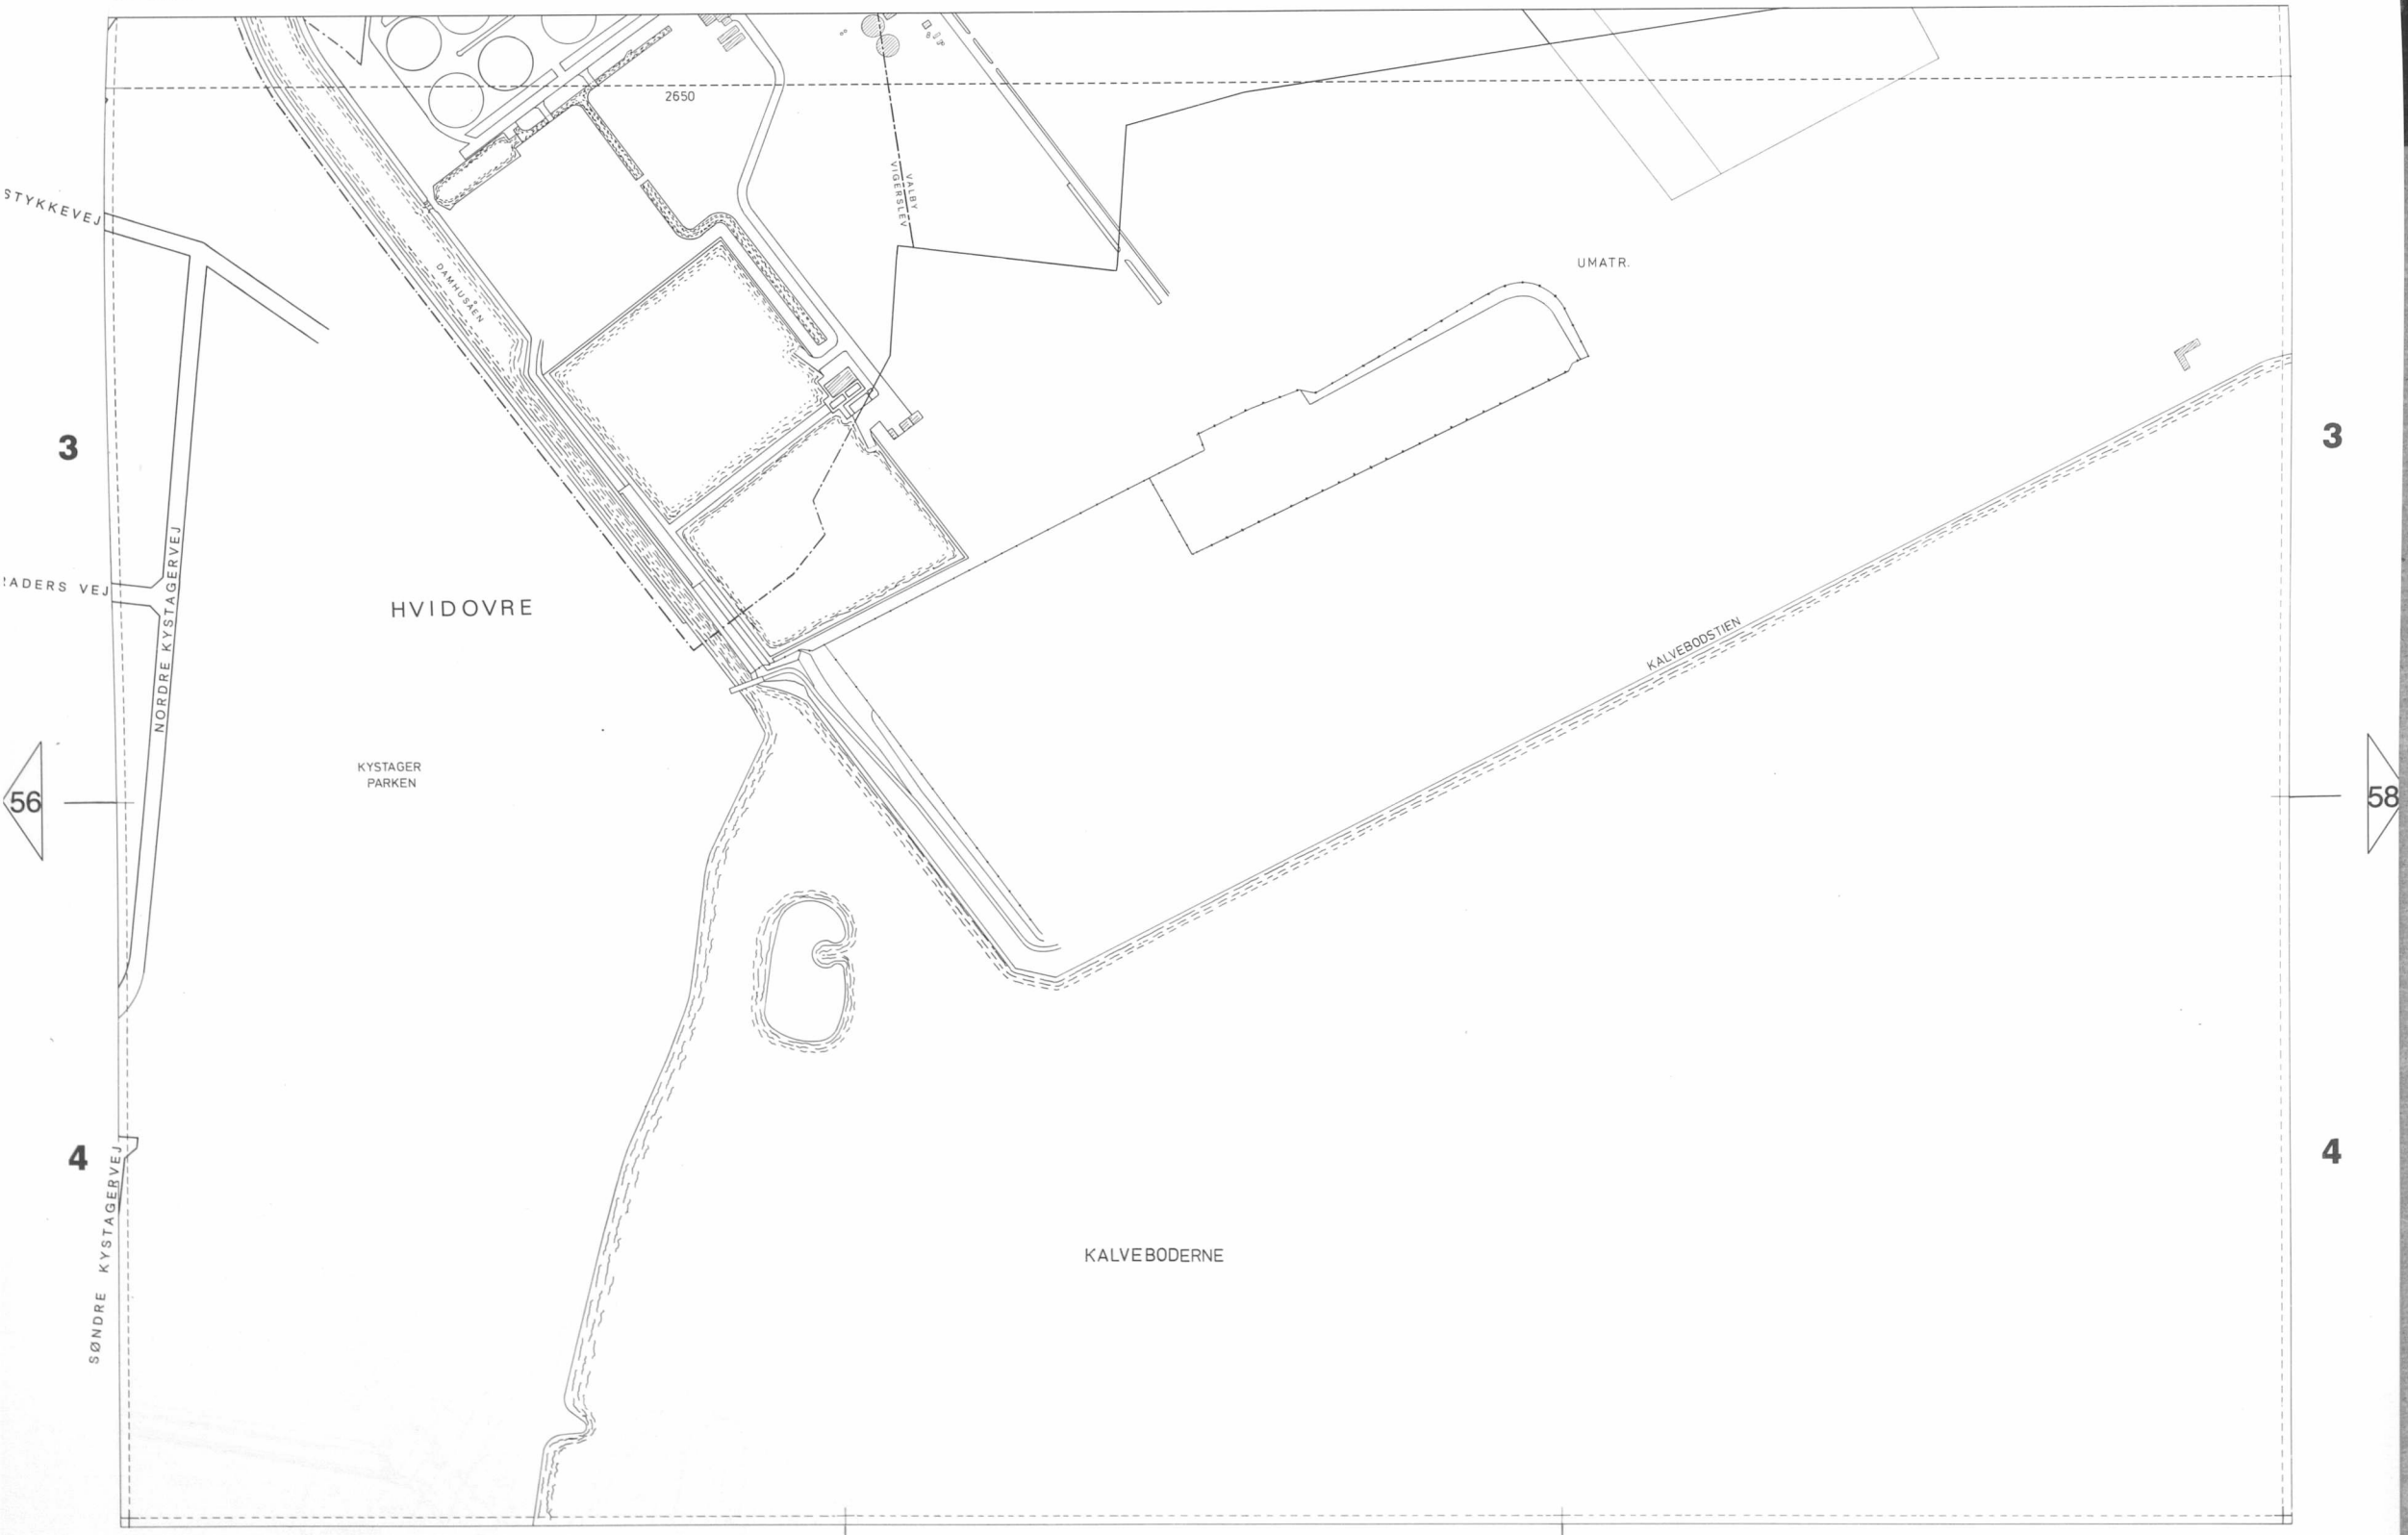 2650
STYKKEVEJ
VALBY
VIGERSLEV
DAMHUSÅEN
UMATR.
3
3
RADERS VEJ
NORDRE KYSTAGERVEJ
HVIDOVRE
KALVEBODSTIEN
KYSTAGER
PARKEN
56
58
4
4
SØNDRE KYSTAGERVEJ
KALVEBODERNE